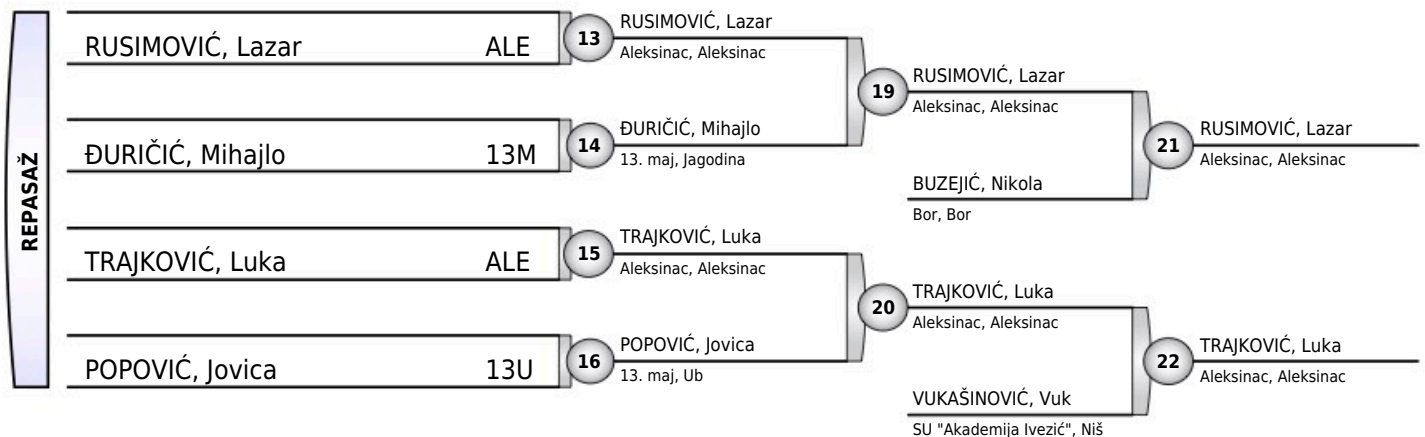 REPASAŽ
RUSIMOVIĆ, Lazar ALE
13
RUSIMOVIĆ, Lazar
Aleksinac, Aleksinac
ĐURIČIĆ, Mihajlo 13M
14
ĐURIČIĆ, Mihajlo
13. maj, Jagodina
19
RUSIMOVIĆ, Lazar
Aleksinac, Aleksinac
BUZEJIĆ, Nikola
Bor, Bor
21
RUSIMOVIĆ, Lazar
Aleksinac, Aleksinac
TRAJKOVIĆ, Luka ALE
15
TRAJKOVIĆ, Luka
Aleksinac, Aleksinac
POPOVIĆ, Jovica 13U
16
POPOVIĆ, Jovica
13. maj, Ub
20
TRAJKOVIĆ, Luka
Aleksinac, Aleksinac
VUKAŠINOVIĆ, Vuk
SU "Akademija Ivezić", Niš
22
TRAJKOVIĆ, Luka
Aleksinac, Aleksinac